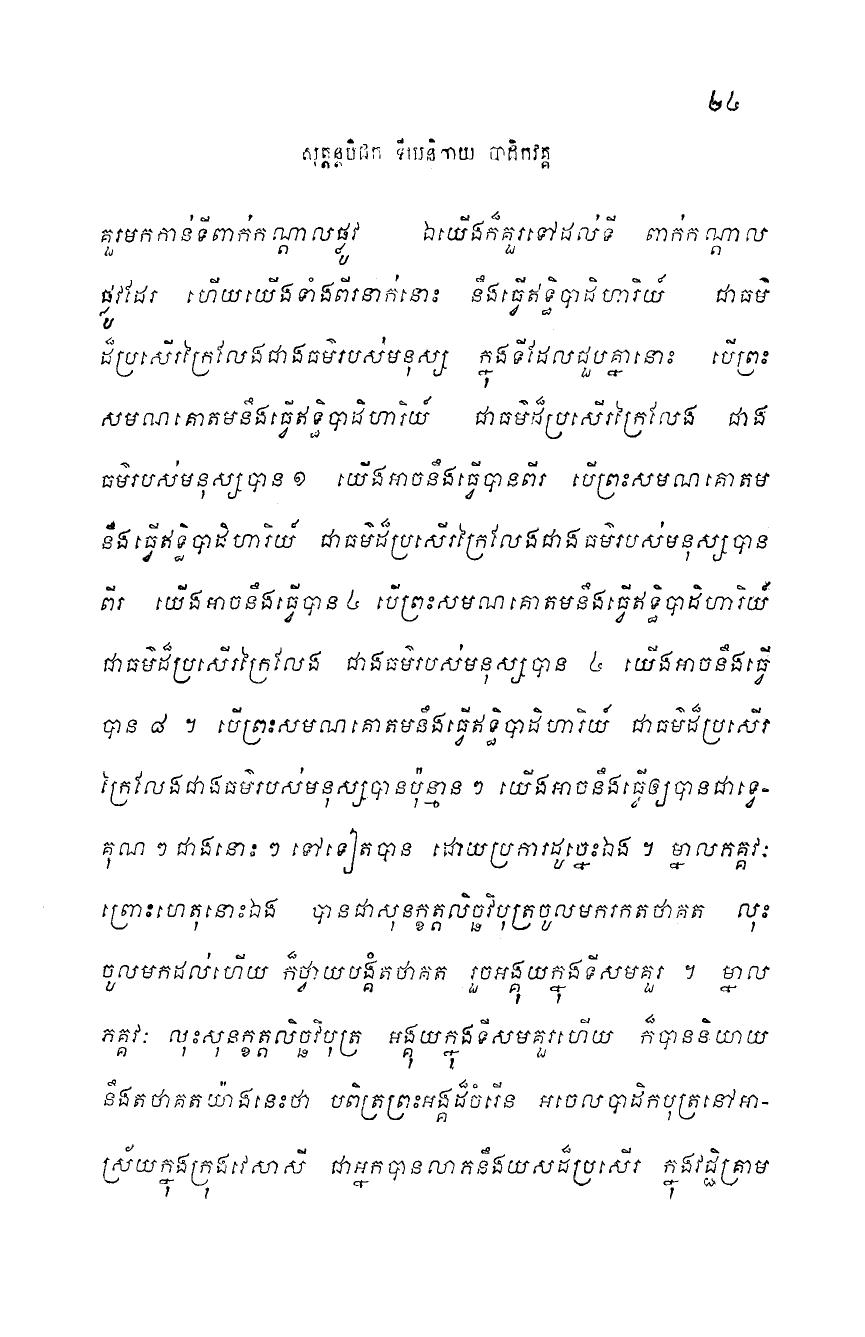 ២៤
សុត្តន្តបិដក ទីឃនិកាយ បាដិកវគ្គ
គួរមកកាន់ទីពាក់កណ្តាលផ្លូវ ឯយើងក៏គួរទៅដល់ទី ពាក់កណ្តាល
ផ្លូវដែរ ហើយយើងទាំងពីរនាក់នោះ នឹងធ្វើឥទ្ធិបាដិហារិយ៍ ជាធម៌
ដ៏ប្រសើរក្រៃលែងជាងធម៌របស់មនុស្ស ក្នុងទីដែលជួបគ្នានោះ បើព្រះ
សមណគោតមនឹងធ្វើឥទ្ធិបាដិហារិយ៍ ជាធម៌ដ៏ប្រសើរក្រៃលែង ជាង
ធម៌របស់មនុស្សបាន ១ យើងអាចនឹងធ្វើបានពីរ បើព្រះសមណគោតម
នឹងធ្វើឥទ្ធិបាដិហារិយ៍ ជាធម៌ដ៏ប្រសើរក្រៃលែងជាងធម៌របស់មនុស្សបាន
ពីរ យើងអាចនឹងធ្វើបាន ៤ បើព្រះសមណគោតមនឹងធ្វើឥទ្ធិបាដិហារិយ៍
ជាធម៌ដ៏ប្រសើរក្រៃលែង ជាងធម៌របស់មនុស្សបាន ៤ យើងអាចនឹងធ្វើ
បាន ៨ ។ បើព្រះសមណគោតមនឹងធ្វើឥទ្ធិបាដិហារិយ៍ ជាធម៌ដ៏ប្រសើរ
ក្រៃលែងជាងធម៌របស់មនុស្សបានប៉ុន្មាន ៗ យើងអាចនឹងធ្វើឲ្យបានជាទ្វេ-
គុណ ៗ ជាងនោះ ៗ ទៅទៀតបាន ដោយប្រការដូច្នេះឯង ។ ម្នាលភគ្គវៈ
ព្រោះហេតុនោះឯង បានជាសុនក្ខត្តលិច្ឆវិបុត្រចូលមករកតថាគត លុះ
ចូលមកដល់ហើយ ក៏ថ្វាយបង្គំតថាគត រួចអង្គុយក្នុងទីសមគួរ ។ ម្នាល
ភគ្គវៈ លុះសុនក្ខត្តលិច្ឆវិបុត្រ អង្គុយក្នុងទីសមគួរហើយ ក៏បាននិយាយ
នឹងតថាគតយ៉ាងនេះថា បពិត្រព្រះអង្គដ៏ចំរើន អចេលបាដិកបុត្រនៅអា-
ស្រ័យក្នុងក្រុងវេសាសី ជាអ្នកបានលាភនឹងយសដ៏ប្រសើរ ក្នុងវជ្ជិគ្រាម